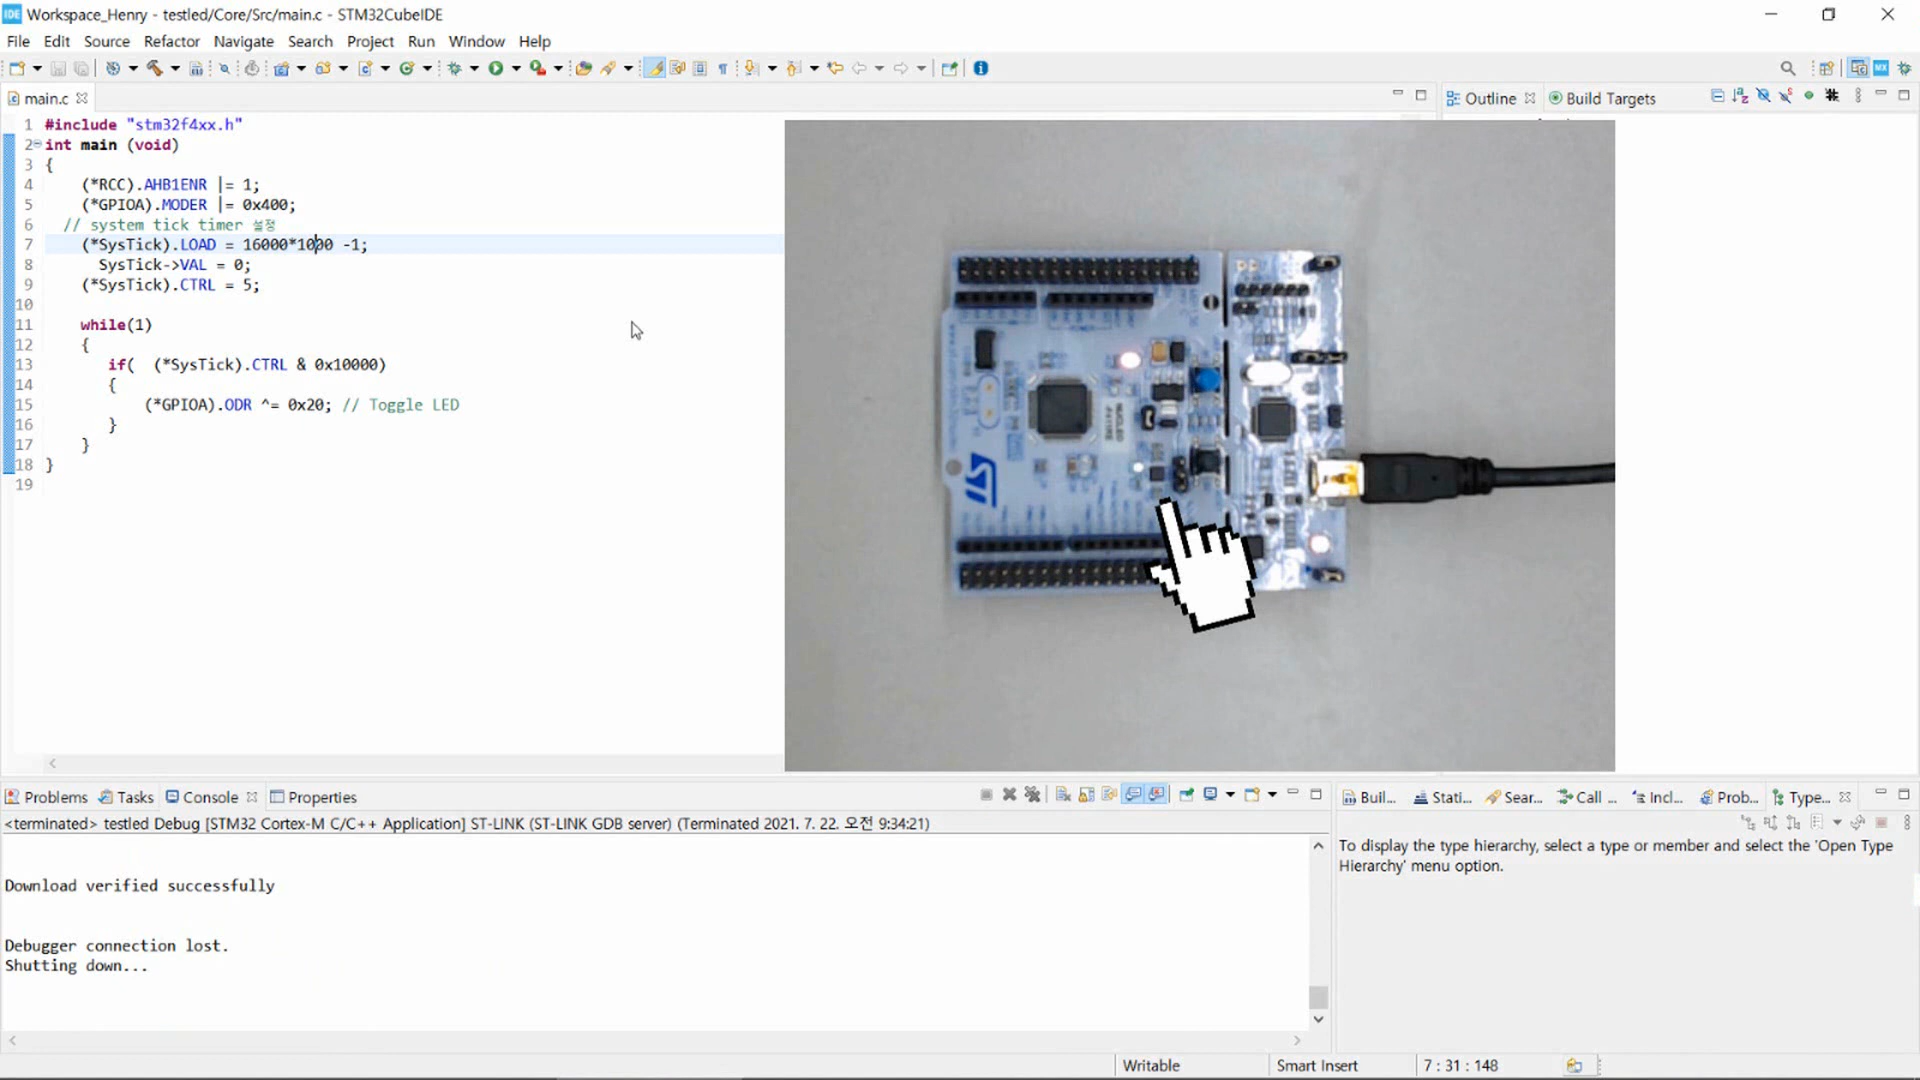 IDE Workspace_Henry - testled/Core/Src/main.c - STM32CubeIDE
File Edit Source Refactor Navigate Search Project Run Window Help
main.c
Outline Build Targets
1 #include "stm32f4xx.h"
2 int main (void)
3 {
4 (*RCC).AHB1ENR |= 1;
5 (*GPIOA).MODER |= 0x400;
6 // system tick timer 설정
7 (*SysTick).LOAD = 16000*1000 -1;
8 SysTick->VAL = 0;
9 (*SysTick).CTRL = 5;
10
11 while(1)
12 {
13 if( (*SysTick).CTRL & 0x10000)
14 {
15 (*GPIOA).ODR ^= 0x20; // Toggle LED
16 }
17 }
18 }
19
ST
Problems Tasks Console Properties
Buil... Stati... Sear... Call ... Incl... Prob... Type...
<terminated> testled Debug [STM32 Cortex-M C/C++ Application] ST-LINK (ST-LINK GDB server) (Terminated 2021. 7. 22. 오전 9:34:21)
Download verified successfully
Debugger connection lost.
Shutting down...
To display the type hierarchy, select a type or member and select the 'Open Type
Hierarchy' menu option.
Writable Smart Insert 7 : 31 : 148